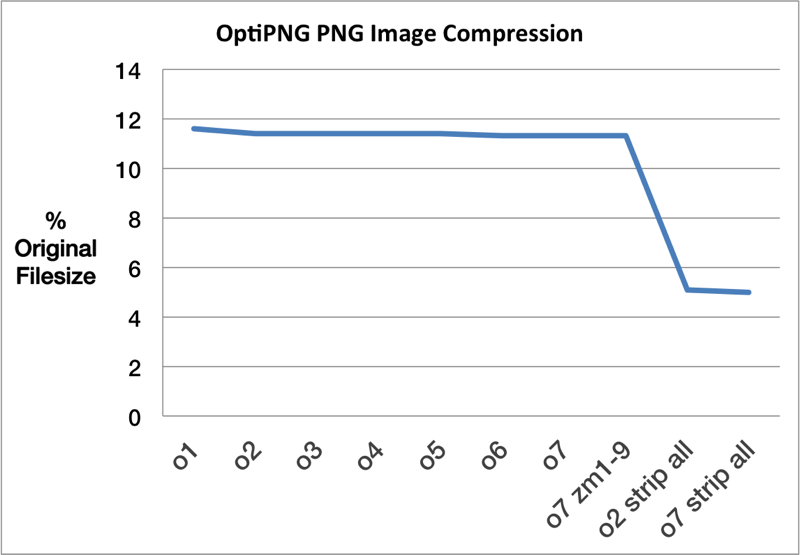 OptiPNG PNG Image Compression
14
12
10
8
6
4
2
0
%
Original
Filesize
o1
o2
o3
o4
o5
o6
o7
o7 zm1-9
o2 strip all
o7 strip all